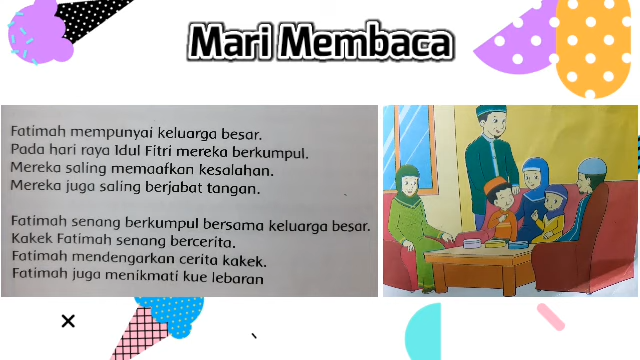 Mari Membaca
Fatimah mempunyai keluarga besar.
Pada hari raya Idul Fitri mereka berkumpul.
Mereka saling memaafkan kesalahan.
Mereka juga saling berjabat tangan.
Fatimah senang berkumpul bersama keluarga besar.
Kakek Fatimah senang bercerita.
Fatimah mendengarkan cerita kakek.
Fatimah juga menikmati kue lebaran